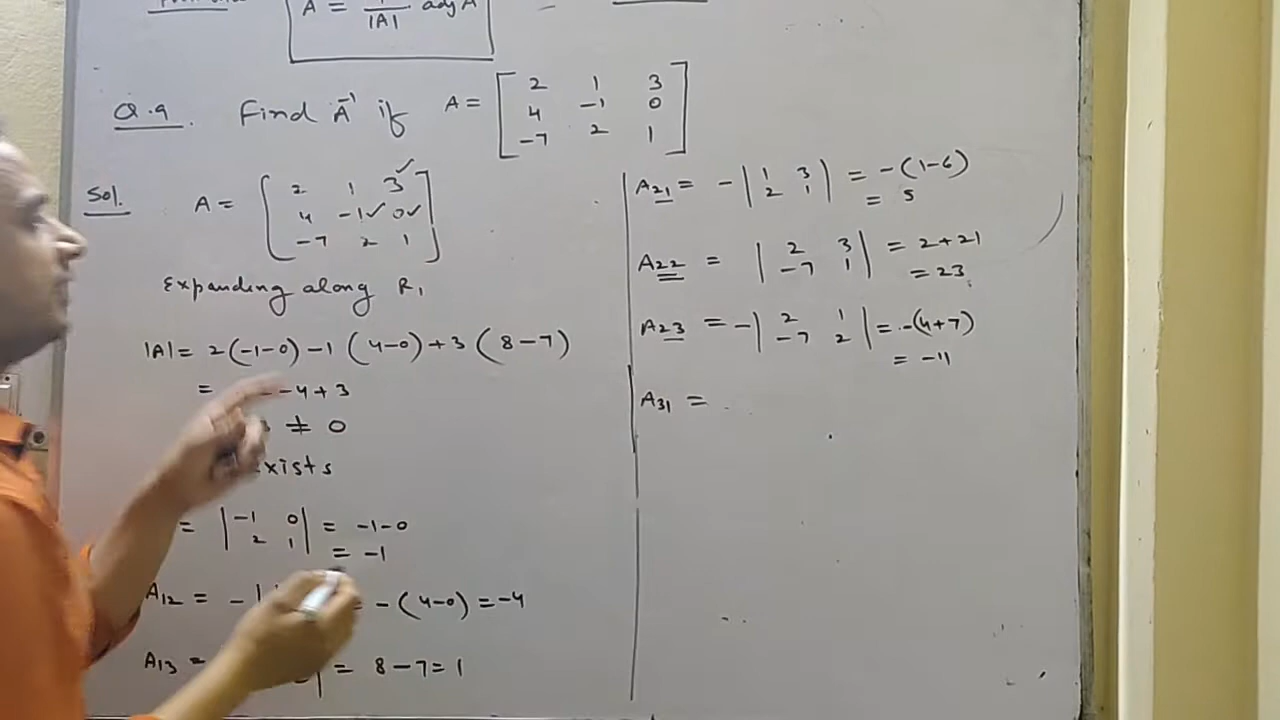 A = 1/|A| adj A
Q.9. Find A⁻¹ if A = [ 2 1 3
4 -1 0
-7 2 1 ]
Sol. A = [ 2 1 3✓
4 -1✓ 0✓
-7 2 1 ]
Expanding along R₁
|A| = 2(-1-0) -1 (4-0) +3 (8-7)
= -4+3
≠ 0
exists
= | -1 0
2 1 | = -1-0
= -1
A₁₂ = -| = -(4-0) = -4
A₁₃ = | = 8-7 = 1
A₂₁ = -| 1 3
2 1 | = -(1-6)
= 5
A₂₂ = | 2 3
-7 1 | = 2+21
= 23
A₂₃ = -| 2 1
-7 2 | = -(4+7)
= -11
A₃₁ =